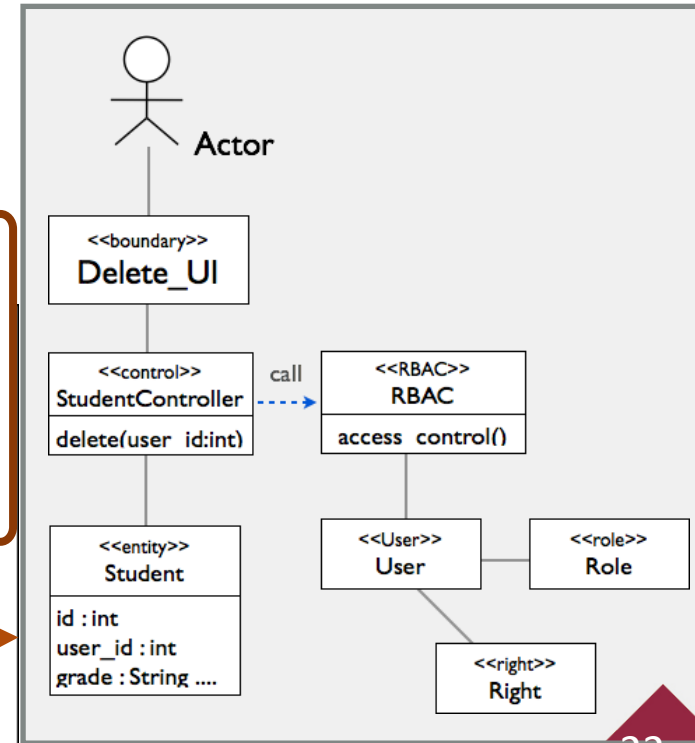 Actor
<<boundary>>
Delete_UI
<<control>>
StudentController
delete(user_id:int)
call
<<RBAC>>
RBAC
access_control()
<<entity>>
Student
id : int
user_id : int
grade : String ....
<<User>>
User
<<role>>
Role
<<right>>
Right